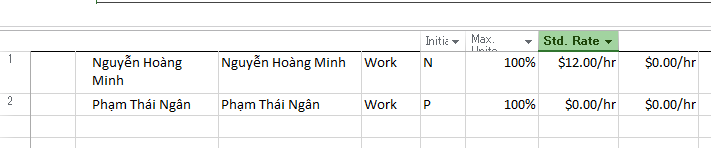 Initia Max. Units Std. Rate
1 Nguyễn Hoàng Minh Nguyễn Hoàng Minh Work N 100% $12.00/hr $0.00/hr
2 Phạm Thái Ngân Phạm Thái Ngân Work P 100% $0.00/hr $0.00/hr